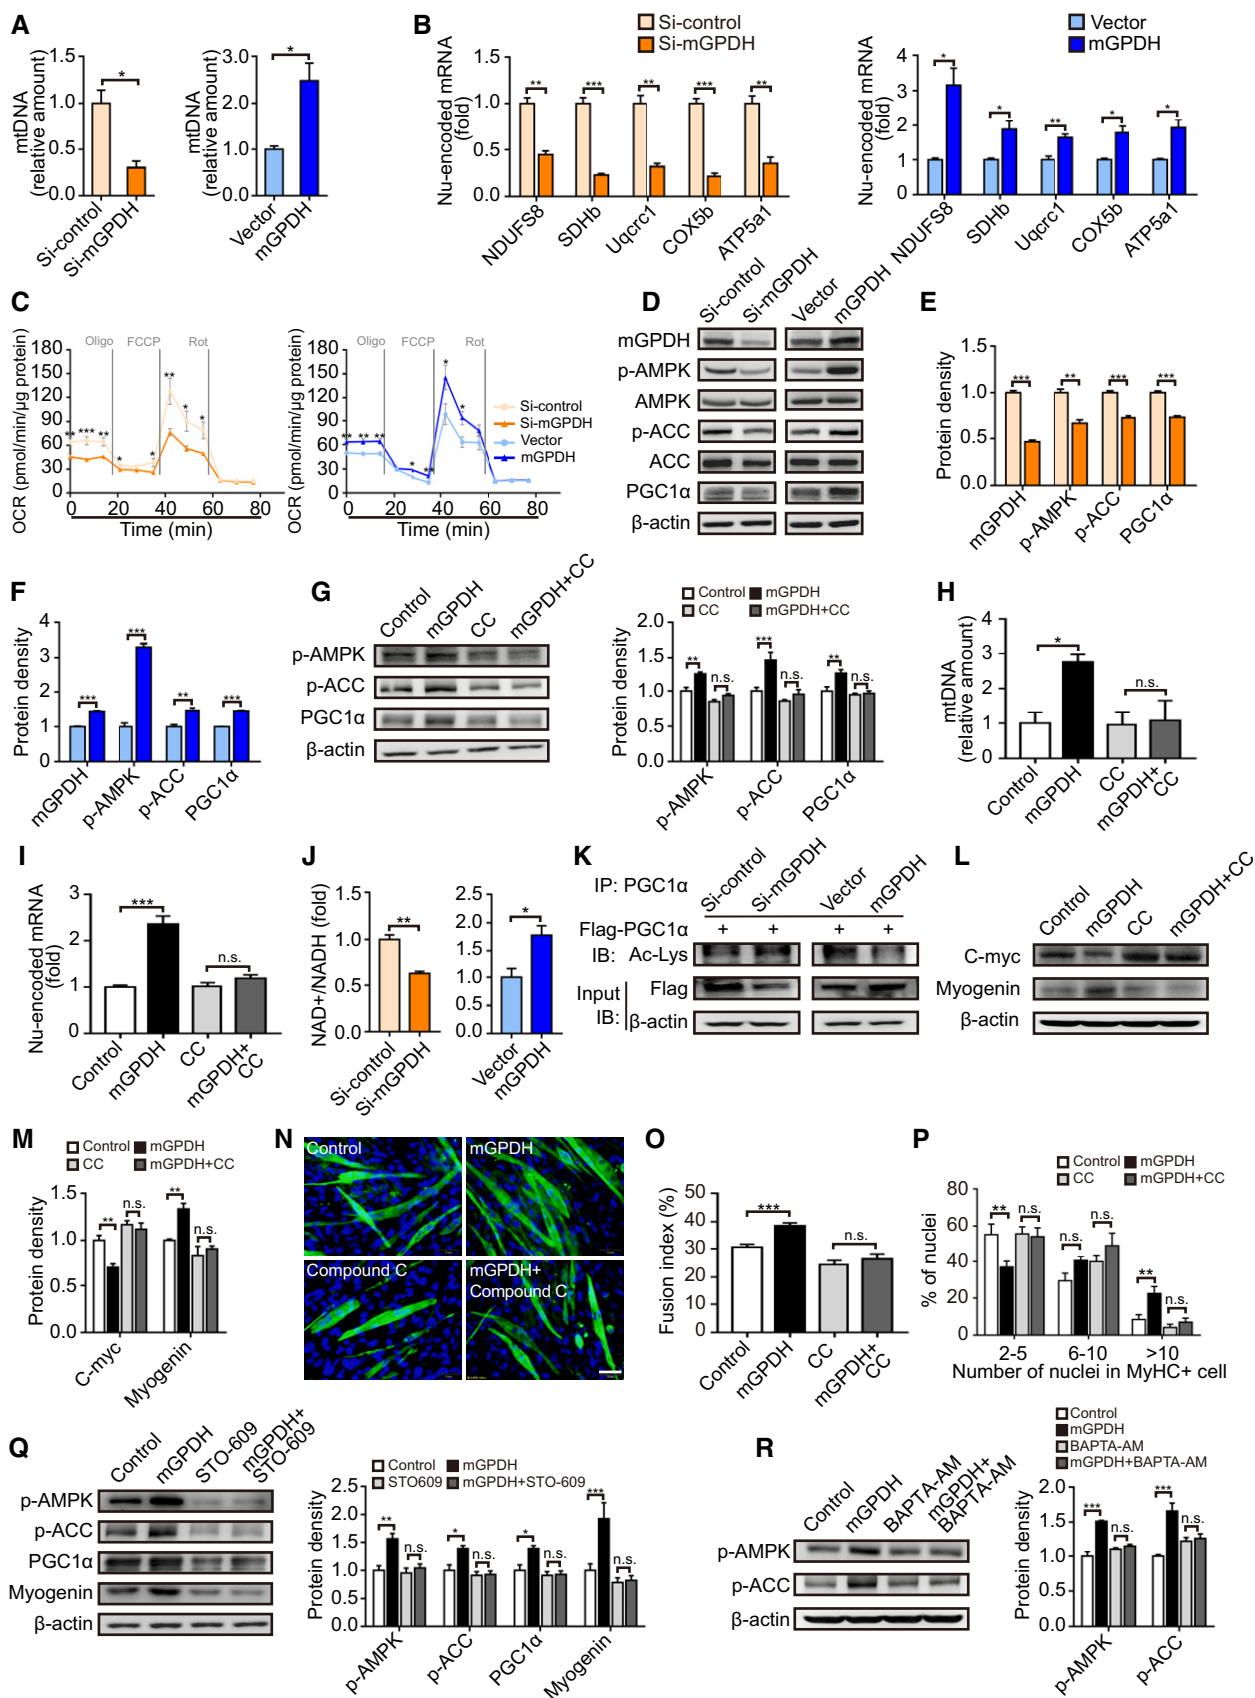 A
mtDNA
(relative amount)
1.5
1.0
0.5
0.0
*
Si-control
Si-mGPDH
mtDNA
(relative amount)
3.0
2.0
1.0
0.0
*
Vector
mGPDH
B
Si-control
Si-mGPDH
Nu-encoded mRNA
(fold)
1.5
1.0
0.5
0.0
** *** ** *** **
NDUFS8
SDHb
Uqcrc1
COX5b
ATP5a1
Vector
mGPDH
Nu-encoded mRNA
(fold)
4
3
2
1
0
* * ** * *
NDUFS8
SDHb
Uqcrc1
COX5b
ATP5a1
C
OCR (pmol/min/µg protein)
180
150
120
90
60
30
0
Oligo FCCP Rot
** *** **
*
** * *
0 20 40 60 80
Time (min)
Si-control
Si-mGPDH
Vector
mGPDH
OCR (pmol/min/µg protein)
180
150
120
90
60
30
0
Oligo FCCP Rot
** ** **
* **
* *
0 20 40 60 80
Time (min)
D
Si-control
Si-mGPDH
Vector
mGPDH
mGPDH
p-AMPK
AMPK
p-ACC
ACC
PGC1α
β-actin
E
Protein density
1.5
1.0
0.5
0.0
*** ** *** ***
mGPDH
p-AMPK
p-ACC
PGC1α
F
Protein density
4
2
0
*** *** ** ***
mGPDH
p-AMPK
p-ACC
PGC1α
G
Control
mGPDH
CC
mGPDH+CC
p-AMPK
p-ACC
PGC1α
β-actin
Control mGPDH
CC mGPDH+CC
Protein density
2.0
1.5
1.0
0.5
0.0
** n.s. *** n.s. ** n.s.
p-AMPK
p-ACC
PGC1α
H
mtDNA
(relative amount)
4
3
2
1
0
* n.s.
Control
mGPDH
CC
mGPDH+
CC
I
Nu-encoded mRNA
(fold)
3
2
1
0
*** n.s.
Control
mGPDH
CC
mGPDH+
CC
J
NAD+/NADH (fold)
1.5
1.0
0.5
0.0
**
Si-control
Si-mGPDH
2.5
2.0
1.5
1.0
0.5
0.0
*
Vector
mGPDH
K
IP: PGC1α
Si-control
Si-mGPDH
Vector
mGPDH
Flag-PGC1α + + + +
IB: Ac-Lys
Input Flag
IB: β-actin
L
Control
mGPDH
CC
mGPDH+CC
C-myc
Myogenin
β-actin
M
Control mGPDH
CC mGPDH+CC
Protein density
1.5
1.0
0.5
0.0
** n.s. ** n.s.
C-myc
Myogenin
N
Control mGPDH
Compound C mGPDH+
Compound C
O
Fusion index (%)
50
40
30
20
10
0
*** n.s.
Control
mGPDH
CC
mGPDH+
CC
P
Control mGPDH
CC mGPDH+CC
% of nuclei
80
60
40
20
0
** n.s. n.s. n.s. ** n.s.
2-5 6-10 >10
Number of nuclei in MyHC+ cell
Q
Control
mGPDH
STO-609
mGPDH+
STO-609
p-AMPK
p-ACC
PGC1α
Myogenin
β-actin
Control mGPDH
STO609 mGPDH+STO-609
Protein density
2.5
2.0
1.5
1.0
0.5
0.0
** n.s. * n.s. * n.s. *** n.s.
p-AMPK
p-ACC
PGC1α
Myogenin
R
Control
mGPDH
BAPTA-AM
mGPDH+
BAPTA-AM
p-AMPK
p-ACC
β-actin
Control
mGPDH
BAPTA-AM
mGPDH+BAPTA-AM
Protein density
2.0
1.5
1.0
0.5
0.0
*** n.s. *** n.s.
p-AMPK
p-ACC